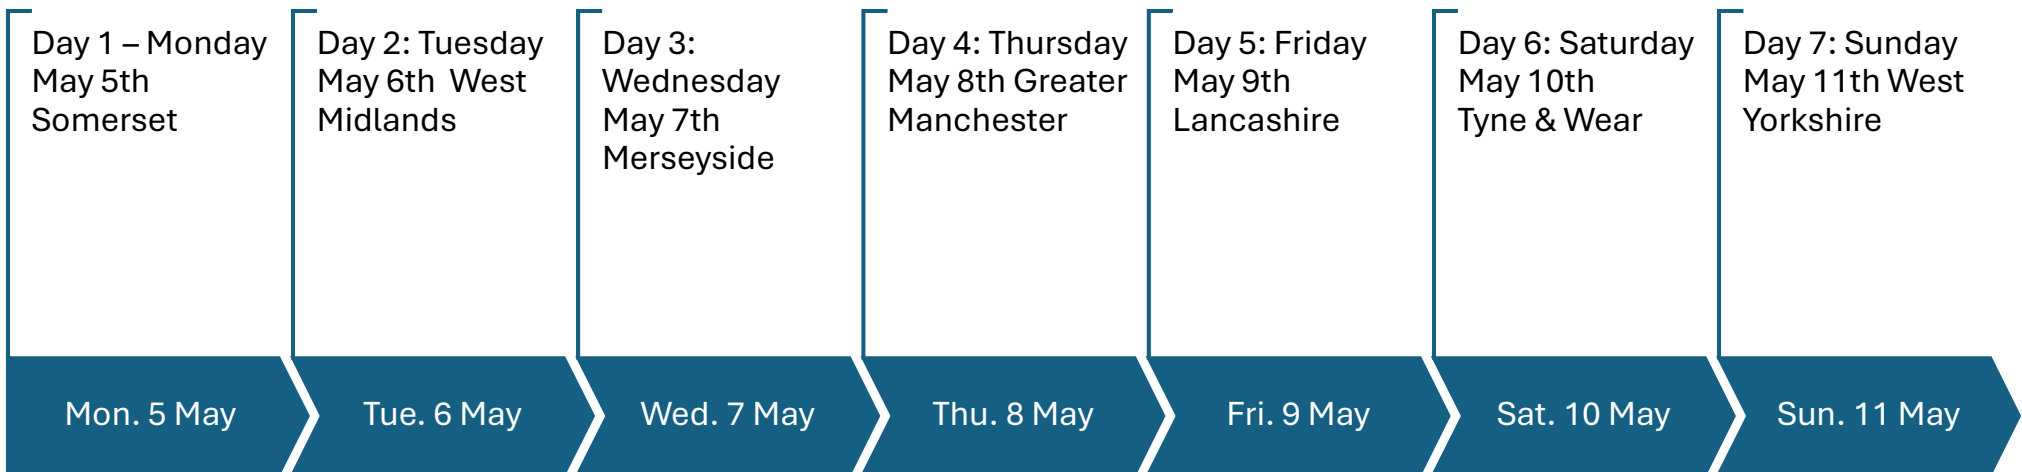 Day 1 – Monday
May 5th
Somerset
Day 2: Tuesday
May 6th  West
Midlands
Day 3:
Wednesday
May 7th
Merseyside
Day 4: Thursday
May 8th Greater
Manchester
Day 5: Friday
May 9th
Lancashire
Day 6: Saturday
May 10th
Tyne & Wear
Day 7: Sunday
May 11th West
Yorkshire
Mon. 5 May
Tue. 6 May
Wed. 7 May
Thu. 8 May
Fri. 9 May
Sat. 10 May
Sun. 11 May